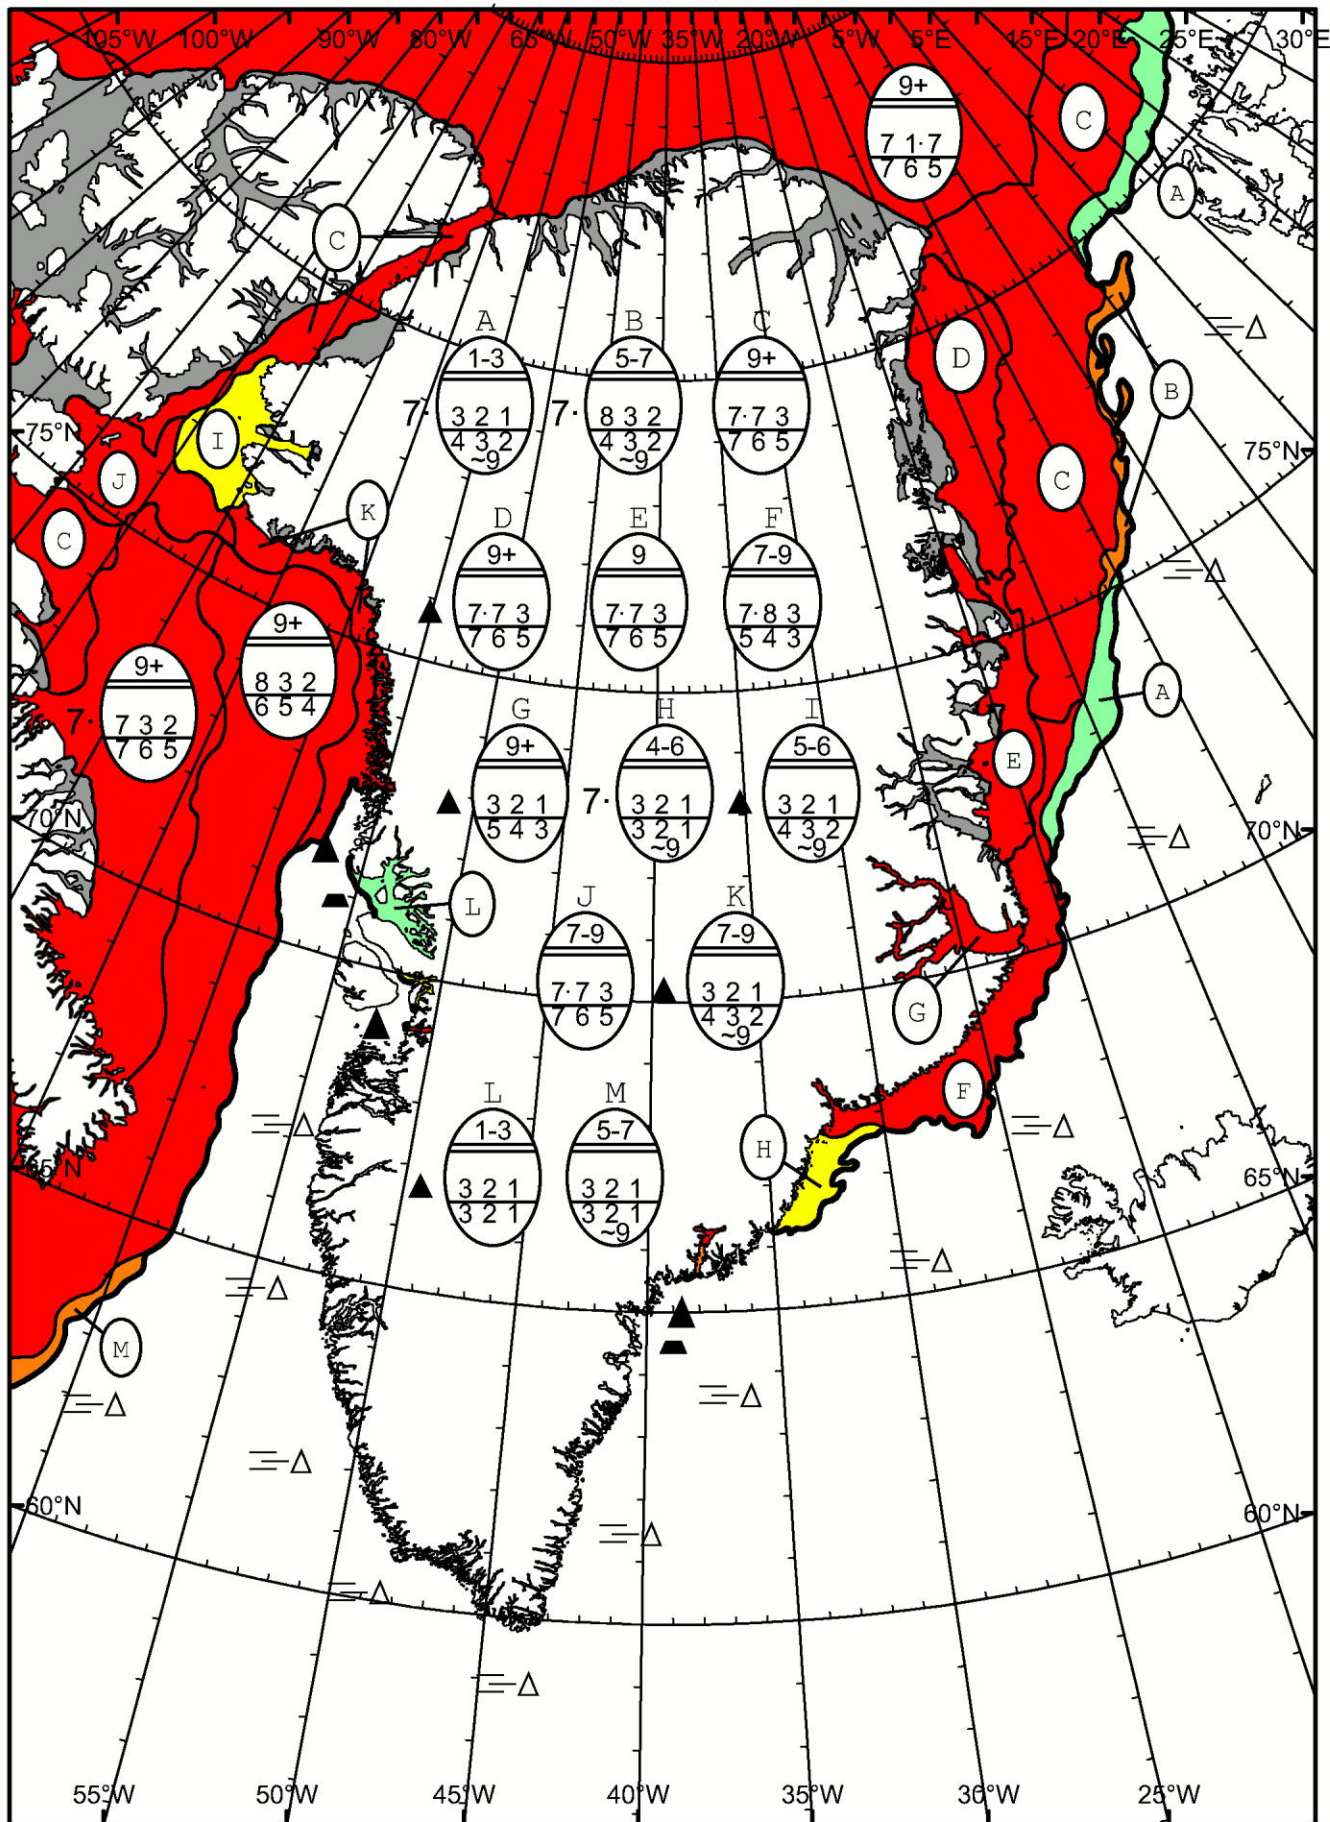 105°W 100°W 90°W 80°W 65°W 50°W 35°W 20°W 5°W 5°E 15°E 20°E 25°E 30°E
9+
7 1· 7
7 6 5
C
A
C
A B C
1-3 5-7 9+
7· 3 2 1 7· 8 3 2 7· 7 3
4 3 2 4 3 2 7 6 5
~9 ~9
D
B
75°N
I
75°N
J
C
K
C
D E F
9+ 9 7-9
7· 7 3 7· 7 3 7· 8 3
7 6 5 7 6 5 5 4 3
9+
8 3 2
6 5 4
9+
7· 7 3 2
7 6 5
A
G H I
9+ 4-6 5-6
3 2 1 7· 3 2 1 3 2 1
5 4 3 3 2 1 4 3 2
~9 ~9
E
70°N
70°N
L
J K
7-9 7-9
7· 7 3 3 2 1
7 6 5 4 3 2
~9
G
F
L M
1-3 5-7
3 2 1 3 2 1
3 2 1 3 2 1
~9
H
65°N
65°N
M
60°N
60°N
55°W 50°W 45°W 40°W 35°W 30°W 25°W